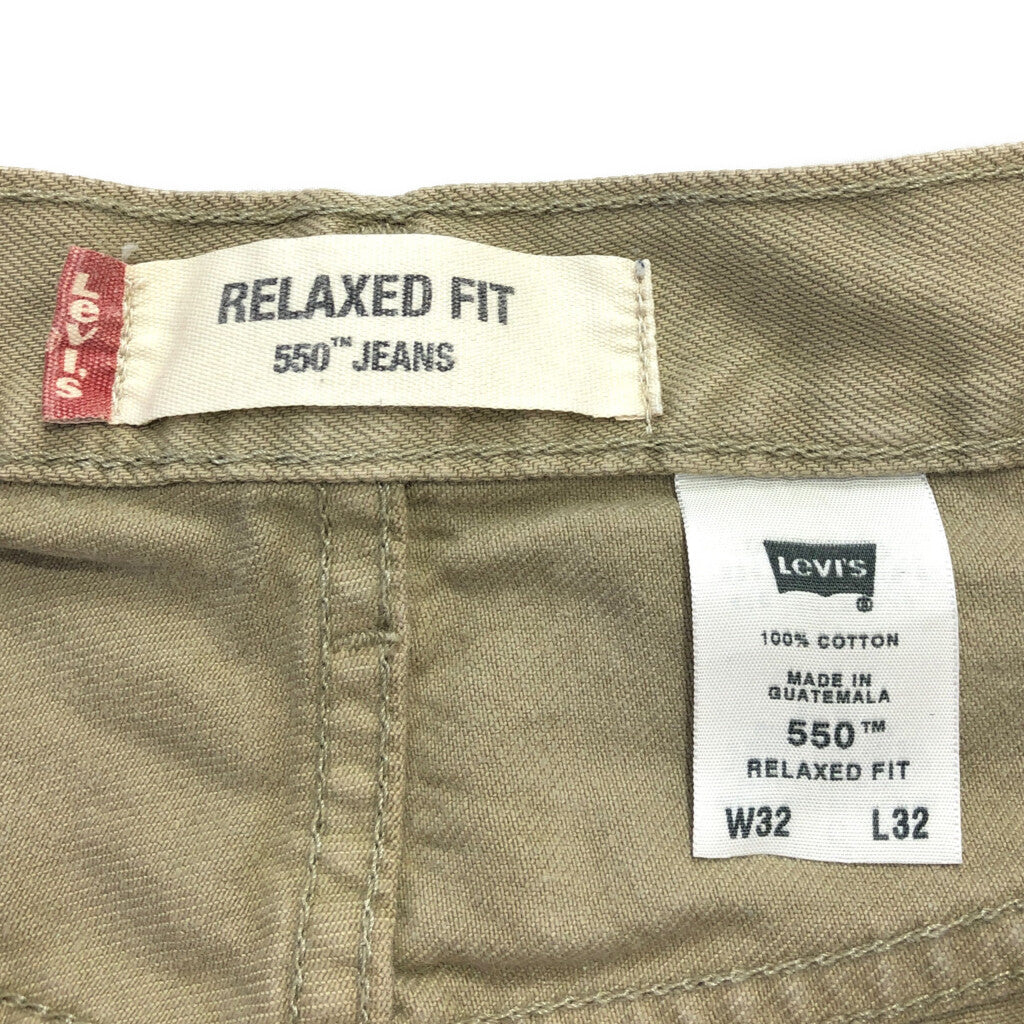 Levi's
RELAXED FIT
550™ JEANS
Levi's
®
100% COTTON
MADE IN
GUATEMALA
550™
RELAXED FIT
W32 L32